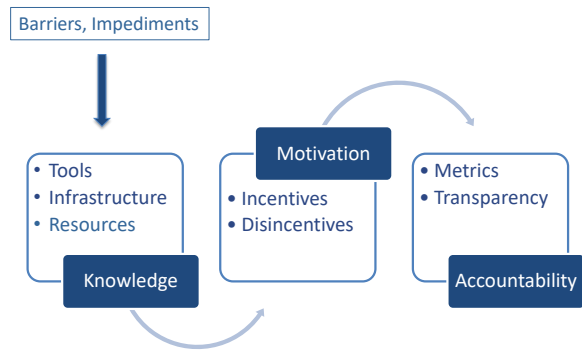 Barriers, Impediments
• Tools
• Infrastructure
• Resources
Knowledge
Motivation
• Incentives
• Disincentives
• Metrics
• Transparency
Accountability